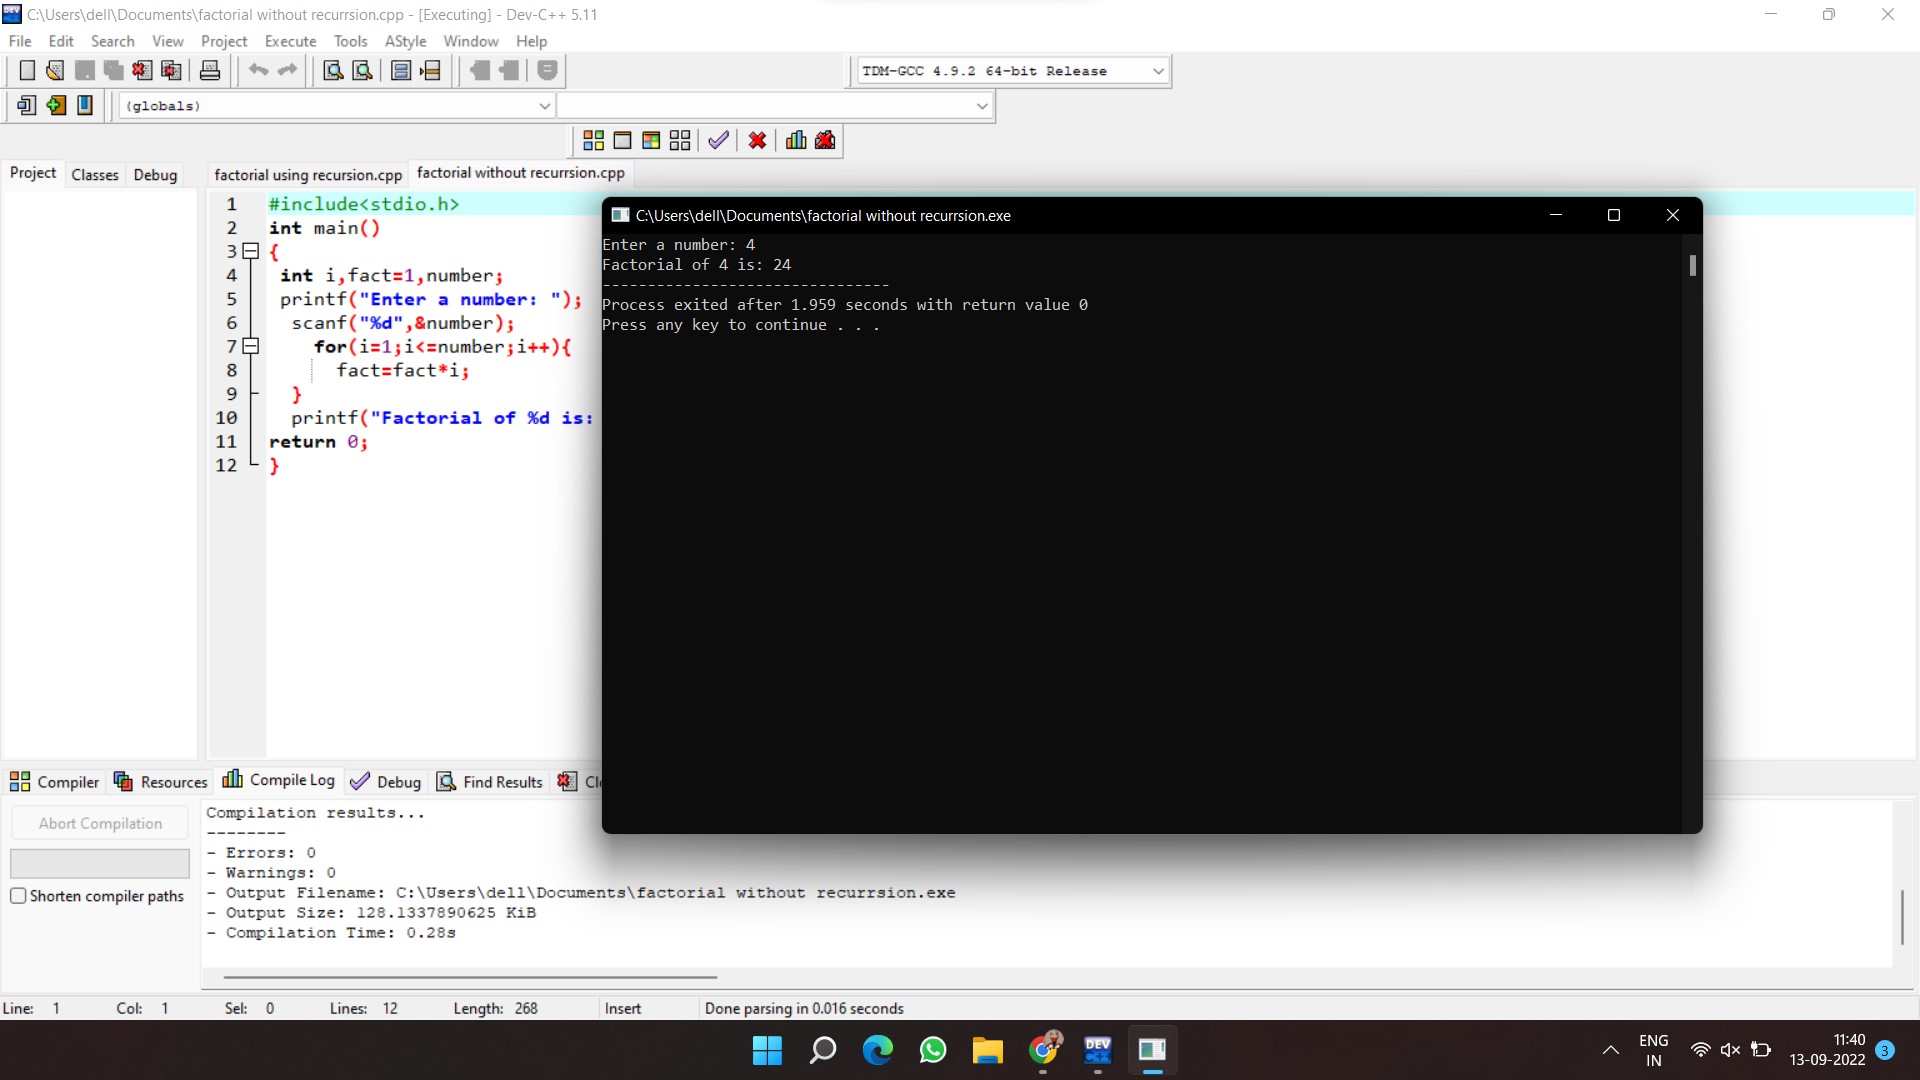 C:\Users\dell\Documents\factorial without recurrsion.cpp - [Executing] - Dev-C++ 5.11
File Edit Search View Project Execute Tools AStyle Window Help
TDM-GCC 4.9.2 64-bit Release
(globals)
Project Classes Debug
factorial using recursion.cpp factorial without recurrsion.cpp
1 #include<stdio.h>
2 int main()
3 {
4 int i,fact=1,number;
5 printf("Enter a number: ");
6 scanf("%d",&number);
7 for(i=1;i<=number;i++){
8 fact=fact*i;
9 }
10 printf("Factorial of %d is:
11 return 0;
12 }
C:\Users\dell\Documents\factorial without recurrsion.exe
Enter a number: 4
Factorial of 4 is: 24
--------------------------------
Process exited after 1.959 seconds with return value 0
Press any key to continue . . .
Compiler Resources Compile Log Debug Find Results
Abort Compilation
Shorten compiler paths
Compilation results...
--------
- Errors: 0
- Warnings: 0
- Output Filename: C:\Users\dell\Documents\factorial without recurrsion.exe
- Output Size: 128.1337890625 KiB
- Compilation Time: 0.28s
Line: 1 Col: 1 Sel: 0 Lines: 12 Length: 268 Insert Done parsing in 0.016 seconds
DEV C++
ENG
IN
11:40
13-09-2022
3